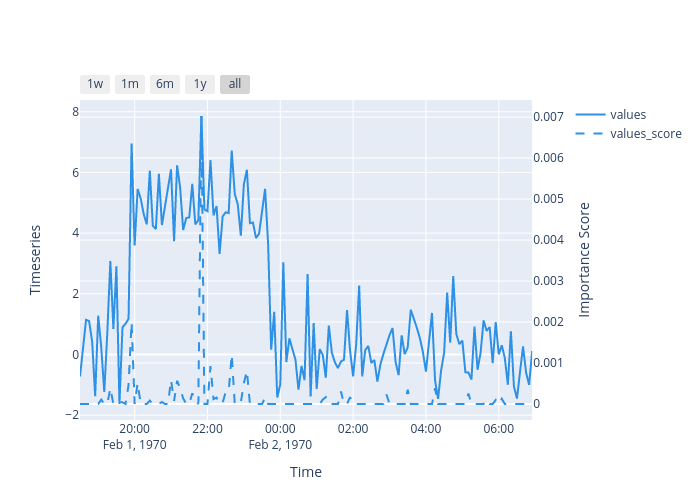 1w 1m 6m 1y all
values
values_score
Timeseries
8
6
4
2
0
−2
0.007
0.006
0.005
0.004
0.003
0.002
0.001
0
Importance Score
20:00 22:00 00:00 02:00 04:00 06:00
Feb 1, 1970 Feb 2, 1970
Time